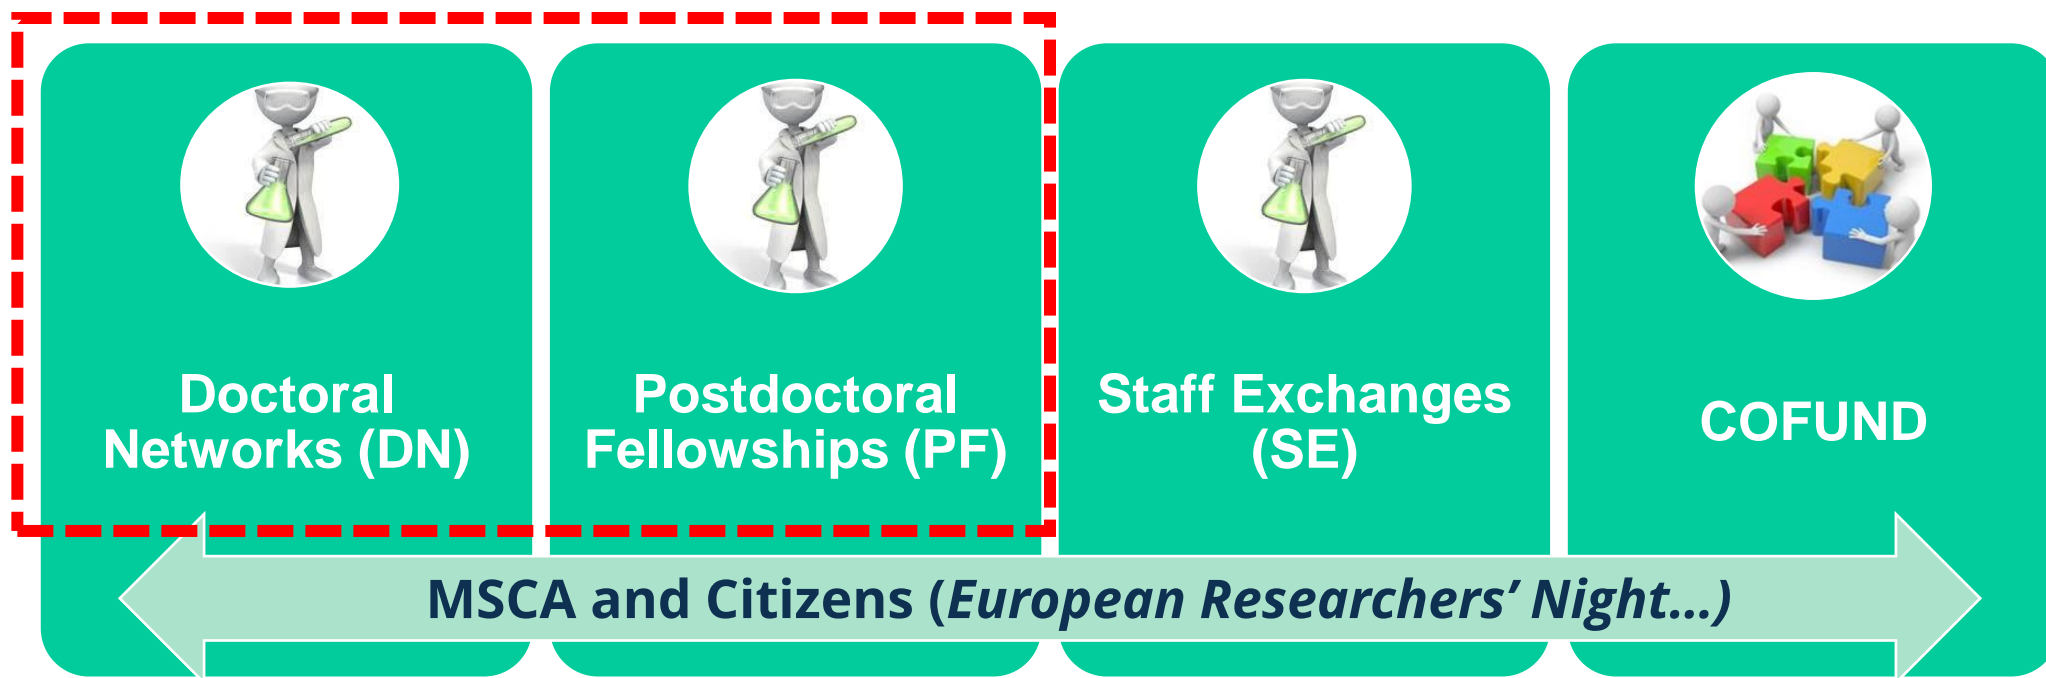 Doctoral
Networks (DN)
Postdoctoral
Fellowships (PF)
Staff Exchanges
(SE)
COFUND
MSCA and Citizens (European Researchers’ Night...)